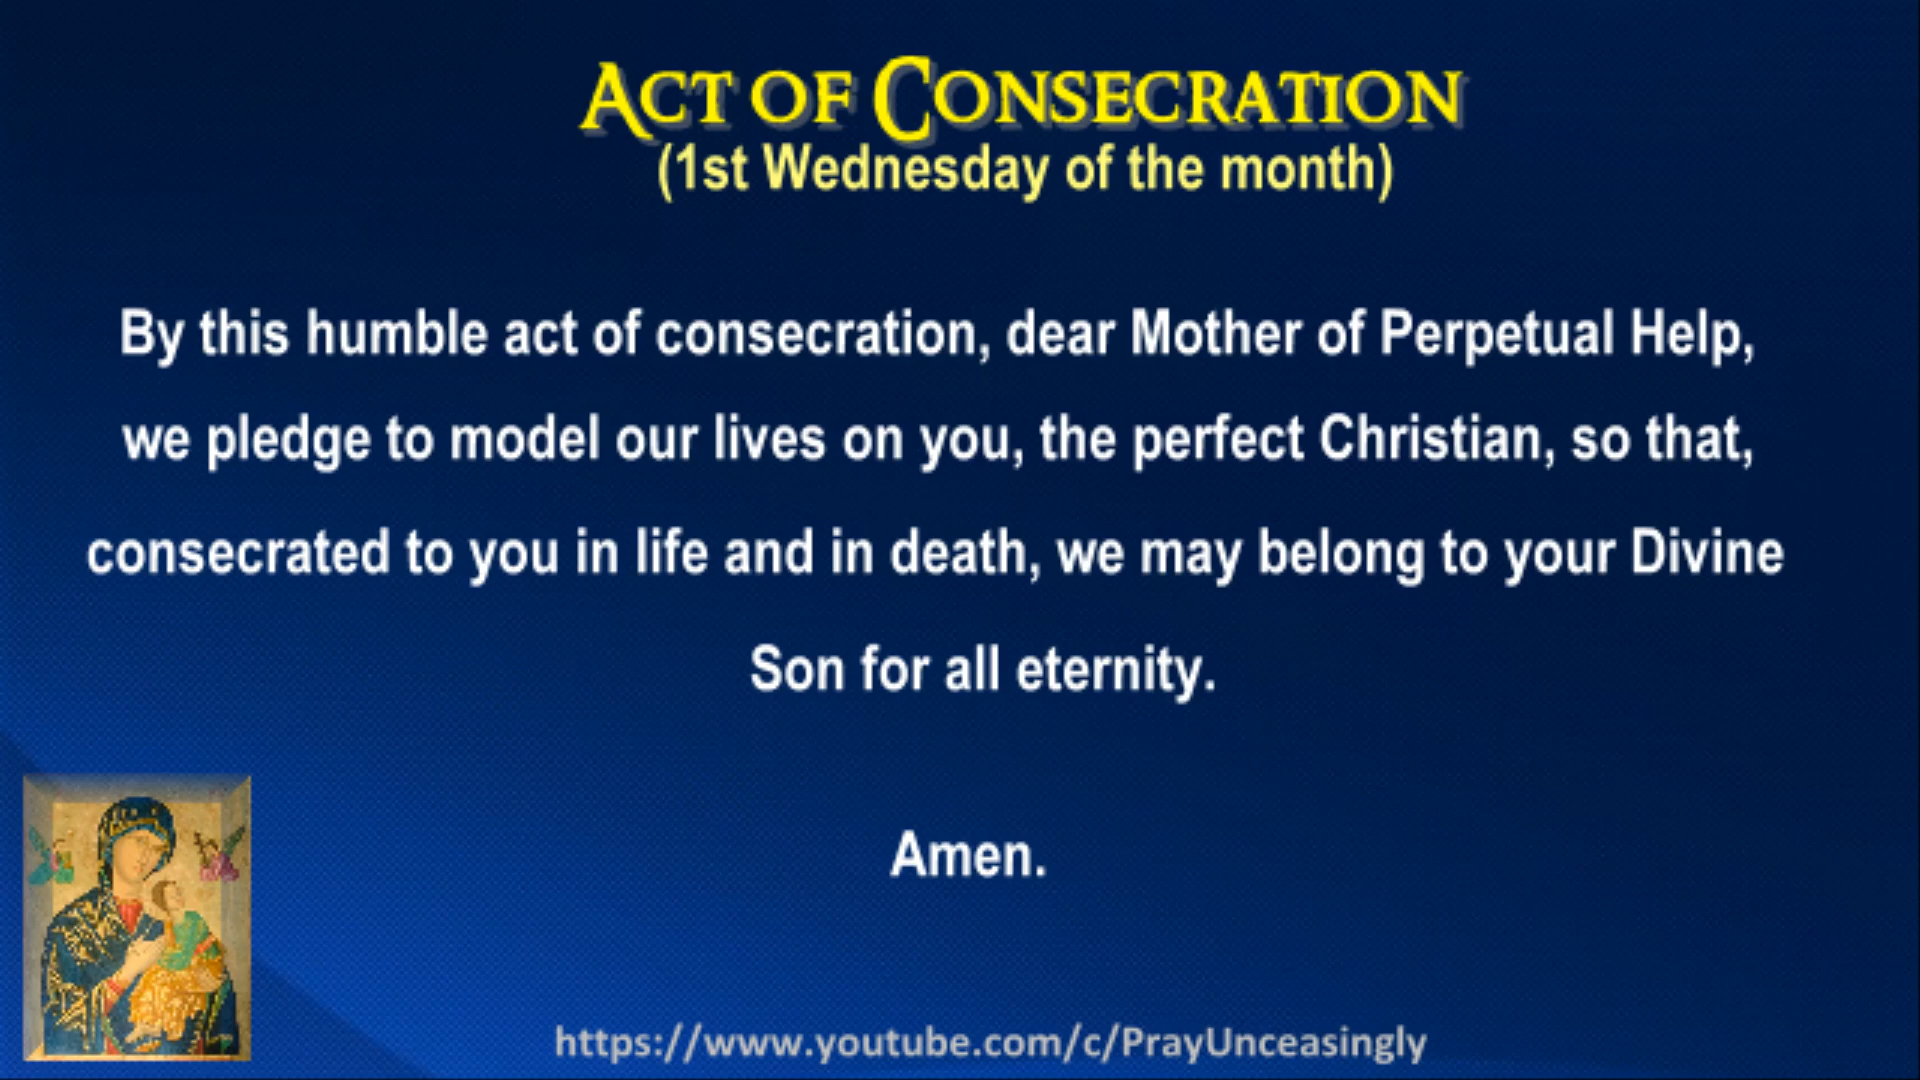 Act of Consecration
(1st Wednesday of the month)
By this humble act of consecration, dear Mother of Perpetual Help,
we pledge to model our lives on you, the perfect Christian, so that,
consecrated to you in life and in death, we may belong to your Divine
Son for all eternity.
Amen.
https://www.youtube.com/c/PrayUnceasingly